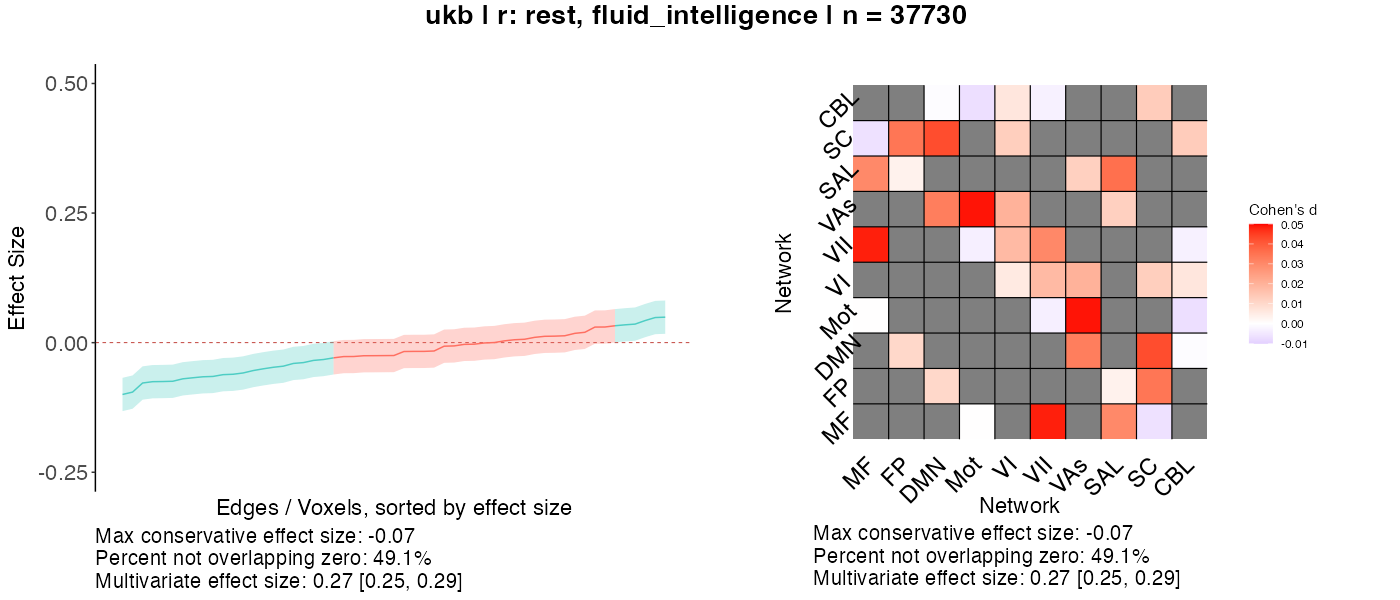 ukb | r: rest, fluid_intelligence | n = 37730
0.50
0.25
0.00
-0.25
Effect Size
Edges / Voxels, sorted by effect size
Max conservative effect size: -0.07
Percent not overlapping zero: 49.1%
Multivariate effect size: 0.27 [0.25, 0.29]
CBL
SC
SAL
VAs
VII
VI
Mot
DMN
FP
MF
Network
MF
FP
DMN
Mot
VI
VII
VAs
SAL
SC
CBL
Network
Max conservative effect size: -0.07
Percent not overlapping zero: 49.1%
Multivariate effect size: 0.27 [0.25, 0.29]
Cohen's d
0.05
0.04
0.03
0.02
0.01
0.00
-0.01